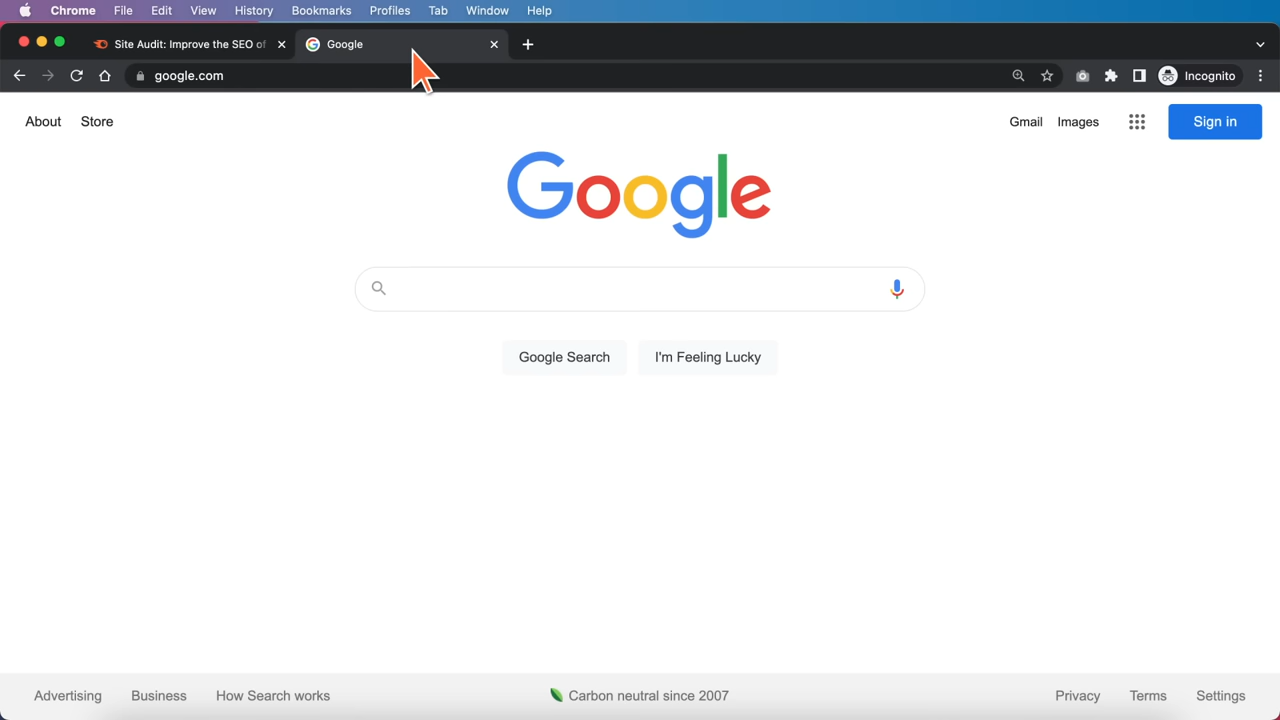 Chrome File Edit View History Bookmarks Profiles Tab Window Help
Site Audit: Improve the SEO of Google
google.com Incognito
About Store Gmail Images Sign in
Google
Google Search I'm Feeling Lucky
Advertising Business How Search works Carbon neutral since 2007 Privacy Terms Settings